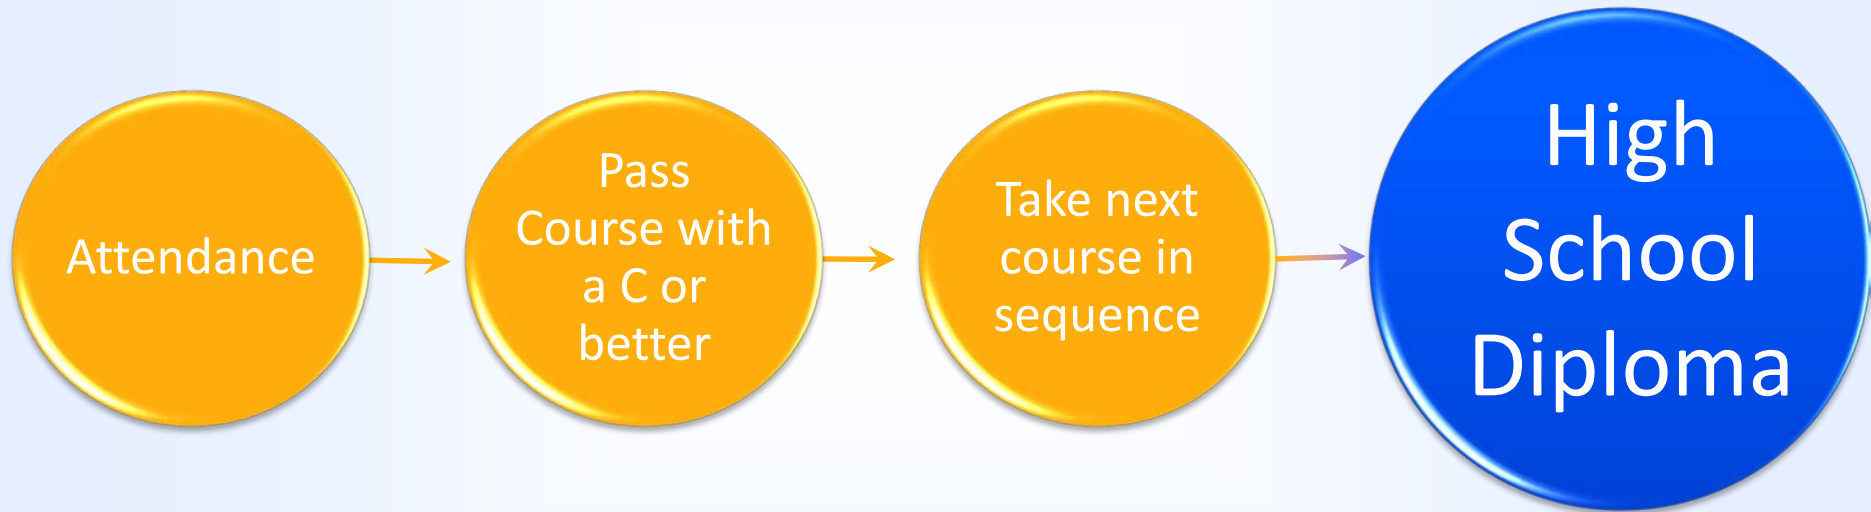 Attendance
Pass
Course with
a C or
better
Take next
course in
sequence
High
School
Diploma